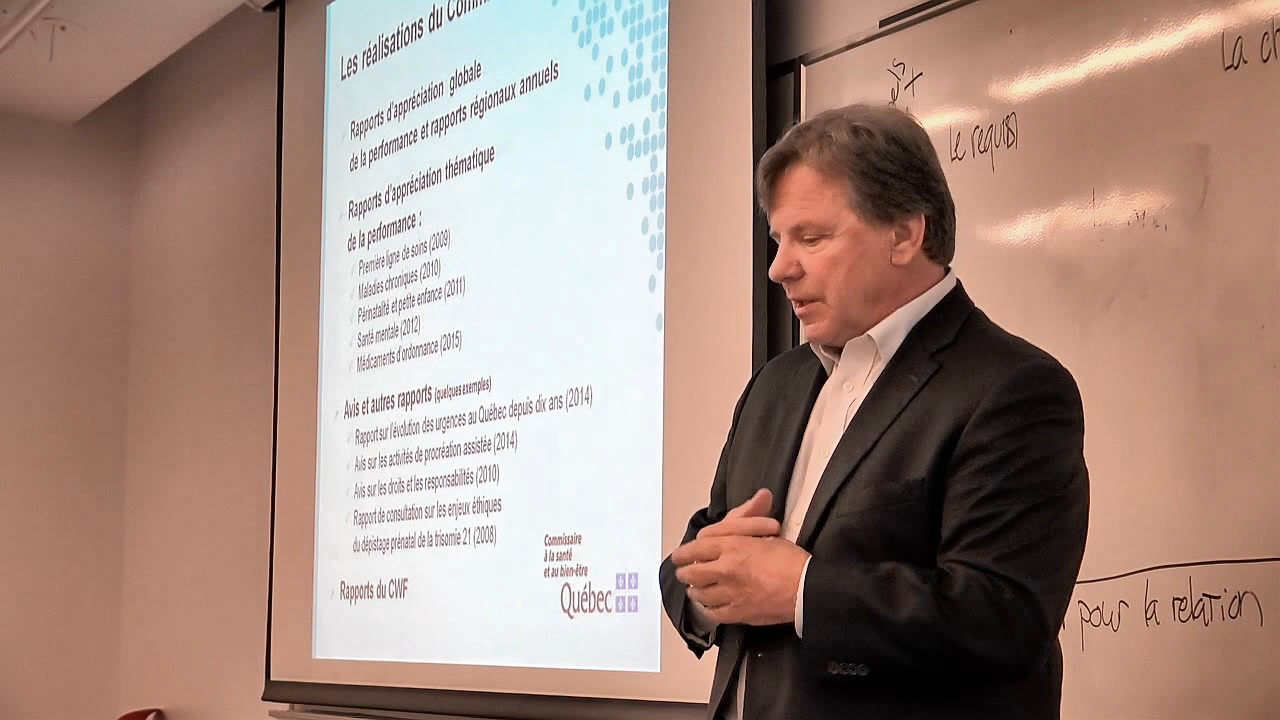 Les réalisations du Comm
Rapports d'appréciation globale
de la performance et rapports régionaux annuels
Rapports d'appréciation thématique
de la performance :
Première ligne de soins (2009)
Maladies chroniques (2010)
Périnatalité et petite enfance (2011)
Santé mentale (2012)
Médicaments d'ordonnance (2015)
Avis et autres rapports (quelques exemples)
Rapport sur l'évolution des urgences au Québec depuis dix ans (2014)
Avis sur les activités de procréation assistée (2014)
Avis sur les droits et les responsabilités (2010)
Rapport de consultation sur les enjeux éthiques
du dépistage prénatal de la trisomie 21 (2008)
Rapports du CWF
Commissaire
à la santé
et au bien-être
Québec
La ch
Le requ
pour la relation